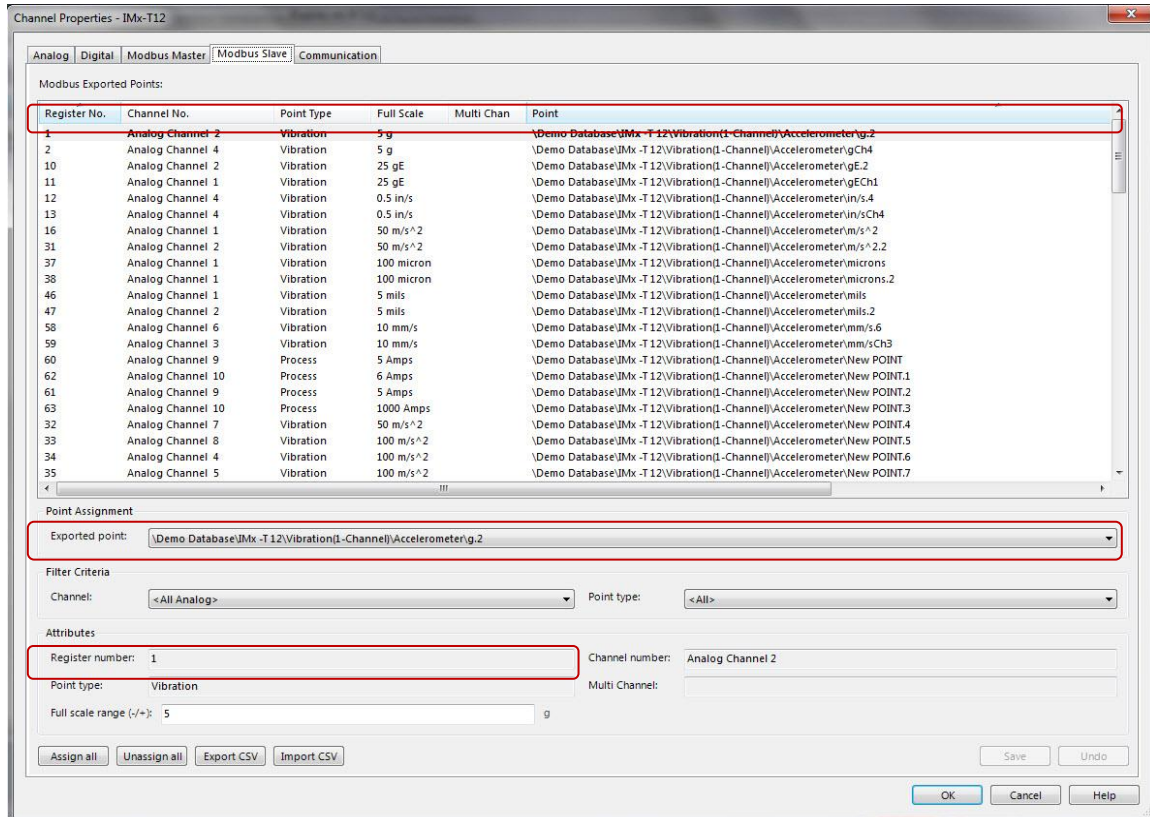 Channel Properties - IMx-T12
Analog Digital Modbus Master Modbus Slave Communication
Modbus Exported Points:
Register No. Channel No. Point Type Full Scale Multi Chan Point
1 Analog Channel 2 Vibration 5 g \Demo Database\IMx -T12\Vibration(1-Channel)\Accelerometer\g.2
2 Analog Channel 4 Vibration 5 g \Demo Database\IMx -T12\Vibration(1-Channel)\Accelerometer\gCh4
10 Analog Channel 2 Vibration 25 gE \Demo Database\IMx -T12\Vibration(1-Channel)\Accelerometer\gE.2
11 Analog Channel 1 Vibration 25 gE \Demo Database\IMx -T12\Vibration(1-Channel)\Accelerometer\gECh1
12 Analog Channel 4 Vibration 0.5 in/s \Demo Database\IMx -T12\Vibration(1-Channel)\Accelerometer\in/s.4
13 Analog Channel 4 Vibration 0.5 in/s \Demo Database\IMx -T12\Vibration(1-Channel)\Accelerometer\in/sCh4
16 Analog Channel 1 Vibration 50 m/s^2 \Demo Database\IMx -T12\Vibration(1-Channel)\Accelerometer\m/s^2
31 Analog Channel 2 Vibration 50 m/s^2 \Demo Database\IMx -T12\Vibration(1-Channel)\Accelerometer\m/s^2.2
37 Analog Channel 1 Vibration 100 micron \Demo Database\IMx -T12\Vibration(1-Channel)\Accelerometer\microns
38 Analog Channel 1 Vibration 100 micron \Demo Database\IMx -T12\Vibration(1-Channel)\Accelerometer\microns.2
46 Analog Channel 1 Vibration 5 mils \Demo Database\IMx -T12\Vibration(1-Channel)\Accelerometer\mils
47 Analog Channel 2 Vibration 5 mils \Demo Database\IMx -T12\Vibration(1-Channel)\Accelerometer\mils.2
58 Analog Channel 6 Vibration 10 mm/s \Demo Database\IMx -T12\Vibration(1-Channel)\Accelerometer\mm/s.6
59 Analog Channel 3 Vibration 10 mm/s \Demo Database\IMx -T12\Vibration(1-Channel)\Accelerometer\mm/sCh3
60 Analog Channel 9 Process 5 Amps \Demo Database\IMx -T12\Vibration(1-Channel)\Accelerometer\New POINT
62 Analog Channel 10 Process 6 Amps \Demo Database\IMx -T12\Vibration(1-Channel)\Accelerometer\New POINT.1
61 Analog Channel 9 Process 5 Amps \Demo Database\IMx -T12\Vibration(1-Channel)\Accelerometer\New POINT.2
63 Analog Channel 10 Process 1000 Amps \Demo Database\IMx -T12\Vibration(1-Channel)\Accelerometer\New POINT.3
32 Analog Channel 7 Vibration 50 m/s^2 \Demo Database\IMx -T12\Vibration(1-Channel)\Accelerometer\New POINT.4
33 Analog Channel 8 Vibration 100 m/s^2 \Demo Database\IMx -T12\Vibration(1-Channel)\Accelerometer\New POINT.5
34 Analog Channel 4 Vibration 100 m/s^2 \Demo Database\IMx -T12\Vibration(1-Channel)\Accelerometer\New POINT.6
35 Analog Channel 5 Vibration 100 m/s^2 \Demo Database\IMx -T12\Vibration(1-Channel)\Accelerometer\New POINT.7
Point Assignment
Exported point: \Demo Database\IMx -T12\Vibration(1-Channel)\Accelerometer\g.2
Filter Criteria
Channel: <All Analog> Point type: <All>
Attributes
Register number: 1 Channel number: Analog Channel 2
Point type: Vibration Multi Channel:
Full scale range (-/+): 5 g
Assign all Unassign all Export CSV Import CSV Save Undo
OK Cancel Help